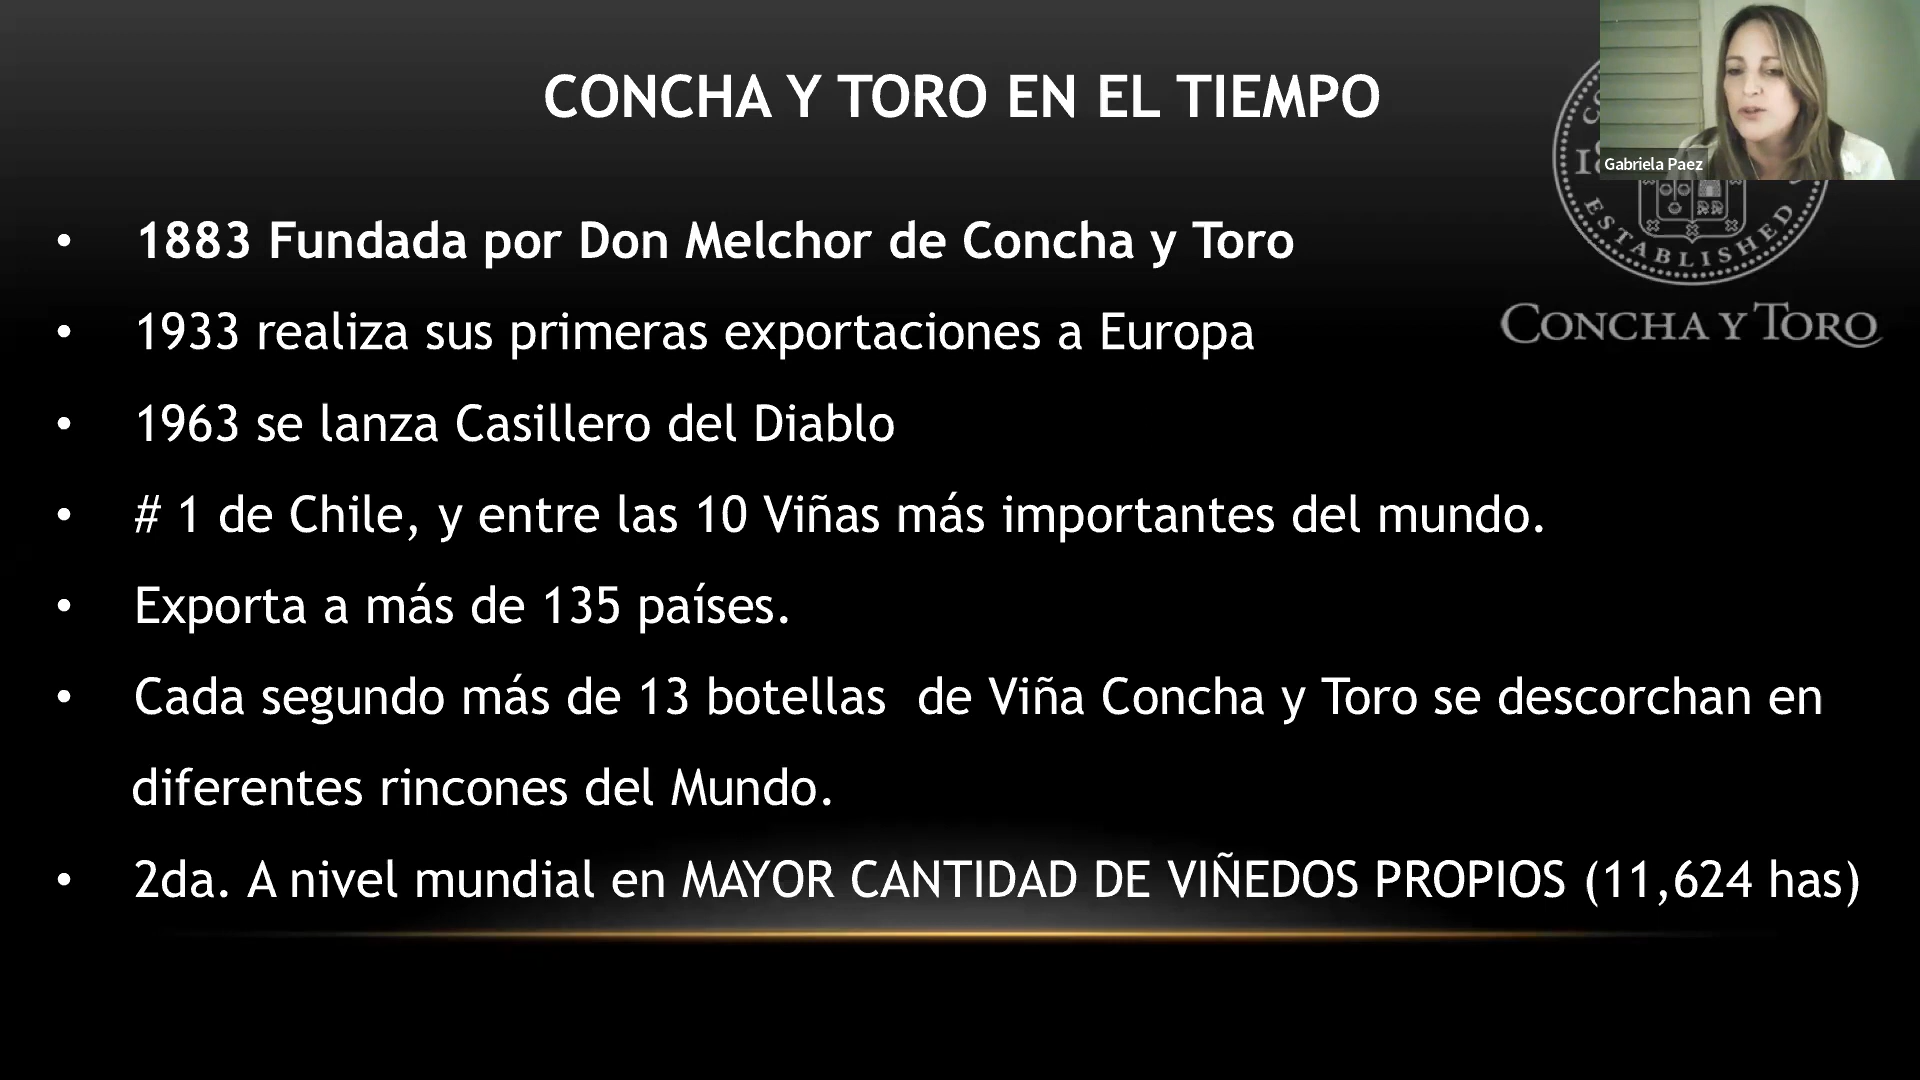 CONCHA Y TORO EN EL TIEMPO
Gabriela Paez
ESTABLISHED
CONCHA Y TORO
• 1883 Fundada por Don Melchor de Concha y Toro
• 1933 realiza sus primeras exportaciones a Europa
• 1963 se lanza Casillero del Diablo
• # 1 de Chile, y entre las 10 Viñas más importantes del mundo.
• Exporta a más de 135 países.
• Cada segundo más de 13 botellas  de Viña Concha y Toro se descorchan en
diferentes rincones del Mundo.
• 2da. A nivel mundial en MAYOR CANTIDAD DE VIÑEDOS PROPIOS (11,624 has)